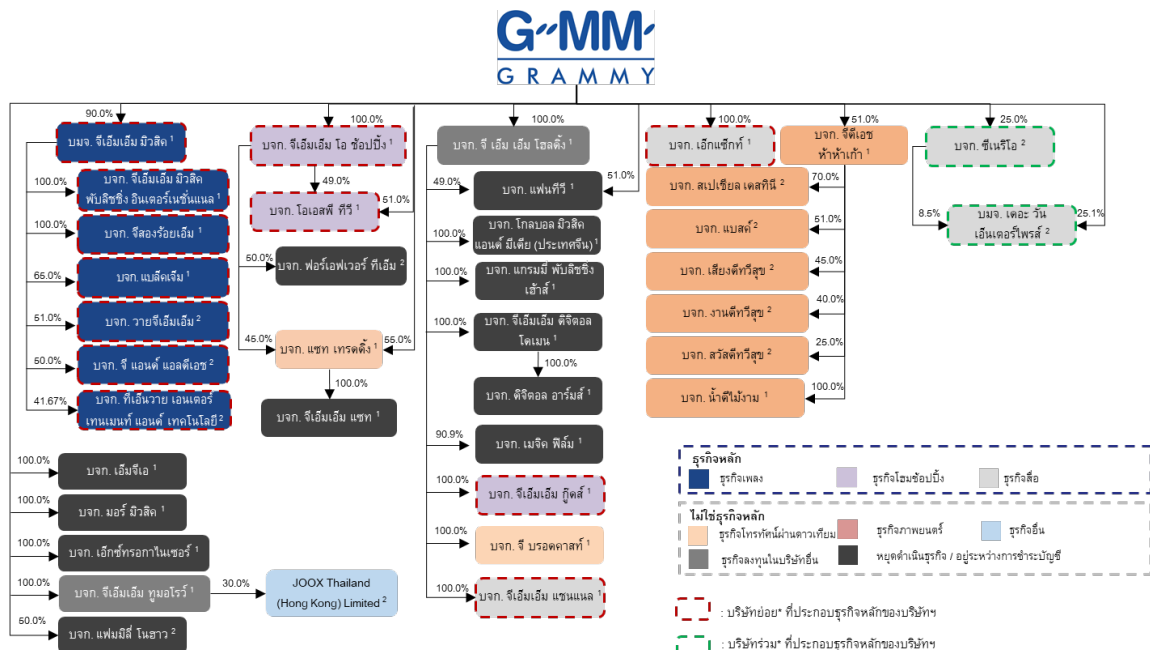 G·MM·
GRAMMY
90.0%
100.0%
100.0%
100.0%
51.0%
25.0%
บมจ. จีเอ็มเอ็ม มิวสิค 1
100.0%
บจก. จีเอ็มเอ็ม มิวสิค
พับลิชชิ่ง อินเตอร์เนชั่นแนล 1
100.0%
บจก. จีสองร้อยเอ็ม 1
66.0%
บจก. แบล็คเจ็ม 1
51.0%
บจก. วายจีเอ็มเอ็ม 2
50.0%
บจก. จี แอนด์ แอลดีเอช 2
41.67%
บจก. ทีเอ็นวาย เอนเตอร์
เทนเมนท์ แอนด์ เทคโนโลยี 2
100.0%
บจก. เอ็มจีเอ 1
100.0%
บจก. มอร์ มิวสิค 1
100.0%
บจก. เอ็กซ์ทรอกาไนเซอร์ 1
100.0%
บจก. จีเอ็มเอ็ม ทูมอโรว์ 1
30.0%
JOOX Thailand
(Hong Kong) Limited 2
50.0%
บจก. แฟมมิลี่ โนฮาว 2
บจก. จีเอ็มเอ็ม โอ ช้อปปิ้ง 1
49.0%
51.0%
บจก. โอเอสพี ทีวี 1
50.0%
บจก. ฟอร์เอฟเวอร์ ทีเอ็ม 2
45.0%
55.0%
บจก. แซท เทรดดิ้ง 1
100.0%
บจก. จีเอ็มเอ็ม แซท 1
บจก. จี เอ็ม เอ็ม โฮลดิ้ง 1
49.0%
51.0%
บจก. แฟนทีวี 1
100.0%
บจก. โกลบอล มิวสิค
แอนด์ มีเดีย (ประเทศจีน) 1
100.0%
บจก. แกรมมี่ พับลิชชิง
เฮ้าส์ 1
100.0%
บจก. จีเอ็มเอ็ม ดิจิตอล
โดเมน 1
100.0%
บจก. ดิจิตอล อาร์มส์ 1
90.9%
บจก. เมจิค ฟิล์ม 1
100.0%
บจก. จีเอ็มเอ็ม กู๊ดส์ 1
100.0%
บจก. จี บรอดคาสท์ 1
100.0%
บจก. จีเอ็มเอ็ม แชนแนล 1
บจก. เอ็กแซ็กท์ 1
บจก. จีดีเอช
ห้าห้าเก้า 1
บจก. สเปเชียล เดสทินี 2
70.0%
บจก. แบสค์ 2
51.0%
บจก. เสียงดีทวีสุข 2
45.0%
บจก. งานดีทวีสุข 2
40.0%
บจก. สวัสดีทวีสุข 2
25.0%
บจก. น้ำดีไม้งาม 1
100.0%
บจก. ซีเนริโอ 2
8.5%
บมจ. เดอะ วัน
เอ็นเตอร์ไพรส์ 2
25.1%
ธุรกิจหลัก
ธุรกิจเพลง
ธุรกิจโฮมช้อปปิ้ง
ธุรกิจสื่อ
ไม่ใช่ธุรกิจหลัก
ธุรกิจโทรทัศน์ผ่านดาวเทียม
ธุรกิจภาพยนตร์
ธุรกิจอื่น
ธุรกิจลงทุนในบริษัทอื่น
หยุดดำเนินธุรกิจ / อยู่ระหว่างการชำระบัญชี
: บริษัทย่อย* ที่ประกอบธุรกิจหลักของบริษัทฯ
: บริษัทร่วม* ที่ประกอบธุรกิจหลักของบริษัทฯ